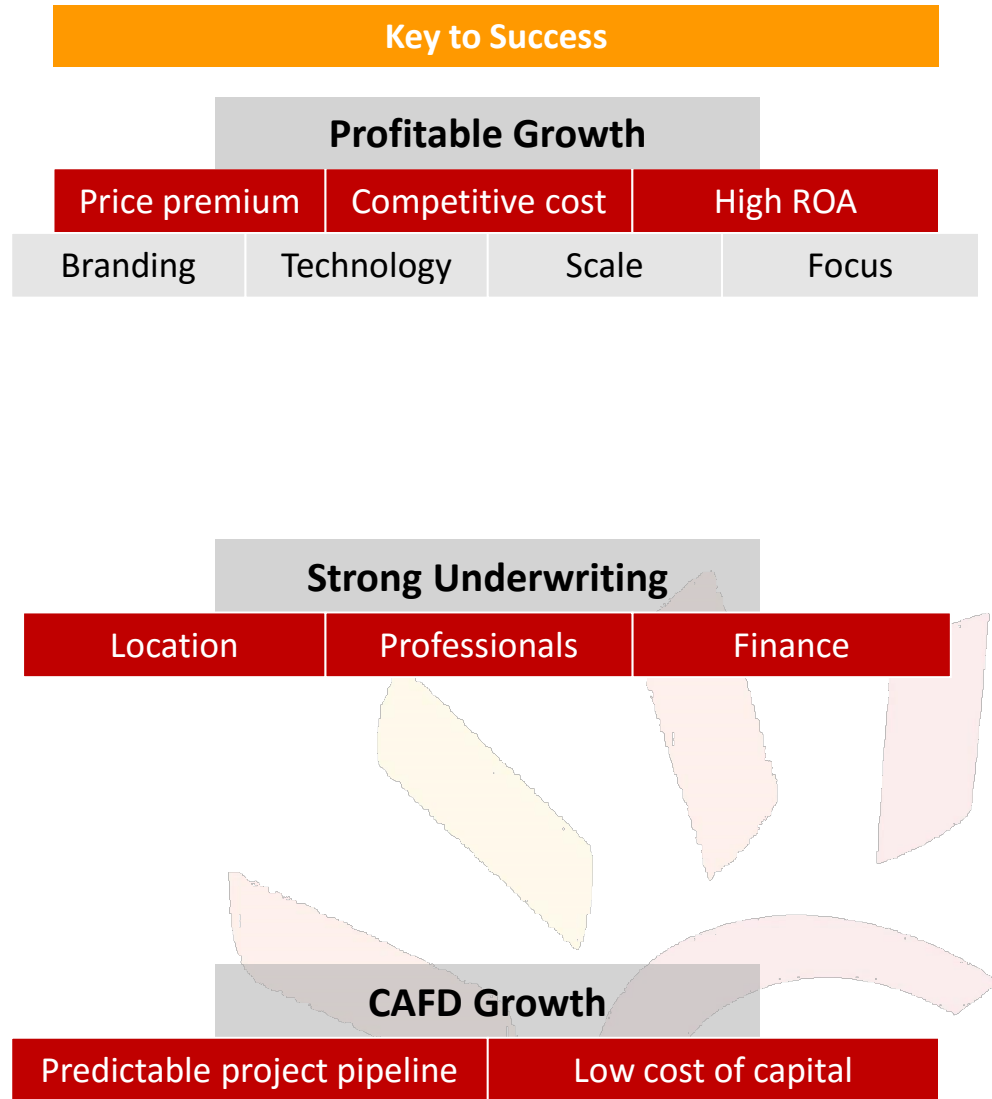 Key to Success
Profitable Growth
Price premium Competitive cost High ROA
Branding Technology Scale Focus
Strong Underwriting
Location Professionals Finance
CAFD Growth
Predictable project pipeline Low cost of capital